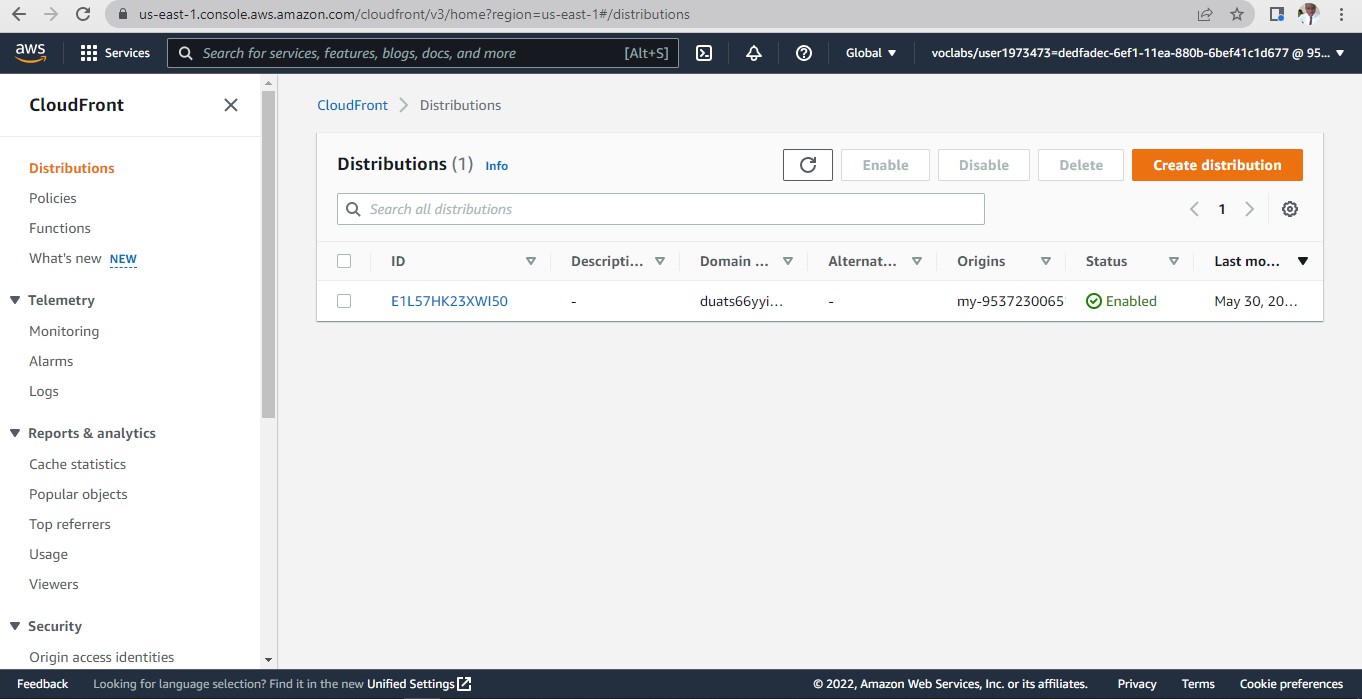 us-east-1.console.aws.amazon.com/cloudfront/v3/home?region=us-east-1#/distributions
aws
Services
Search for services, features, blogs, docs, and more
[Alt+S]
Global
voclabs/user1973473=dedfadec-6ef1-11ea-880b-6bef41c1d677 @ 95...
CloudFront
Distributions
Policies
Functions
What's new NEW
Telemetry
Monitoring
Alarms
Logs
Reports & analytics
Cache statistics
Popular objects
Top referrers
Usage
Viewers
Security
Origin access identities
CloudFront > Distributions
Distributions (1) Info
Enable
Disable
Delete
Create distribution
Search all distributions
1
ID Descripti... Domain ... Alternat... Origins Status Last mo...
E1L57HK23XWI50 - duats66yyi... - my-9537230065 Enabled May 30, 20...
Feedback
Looking for language selection? Find it in the new Unified Settings
© 2022, Amazon Web Services, Inc. or its affiliates.
Privacy
Terms
Cookie preferences